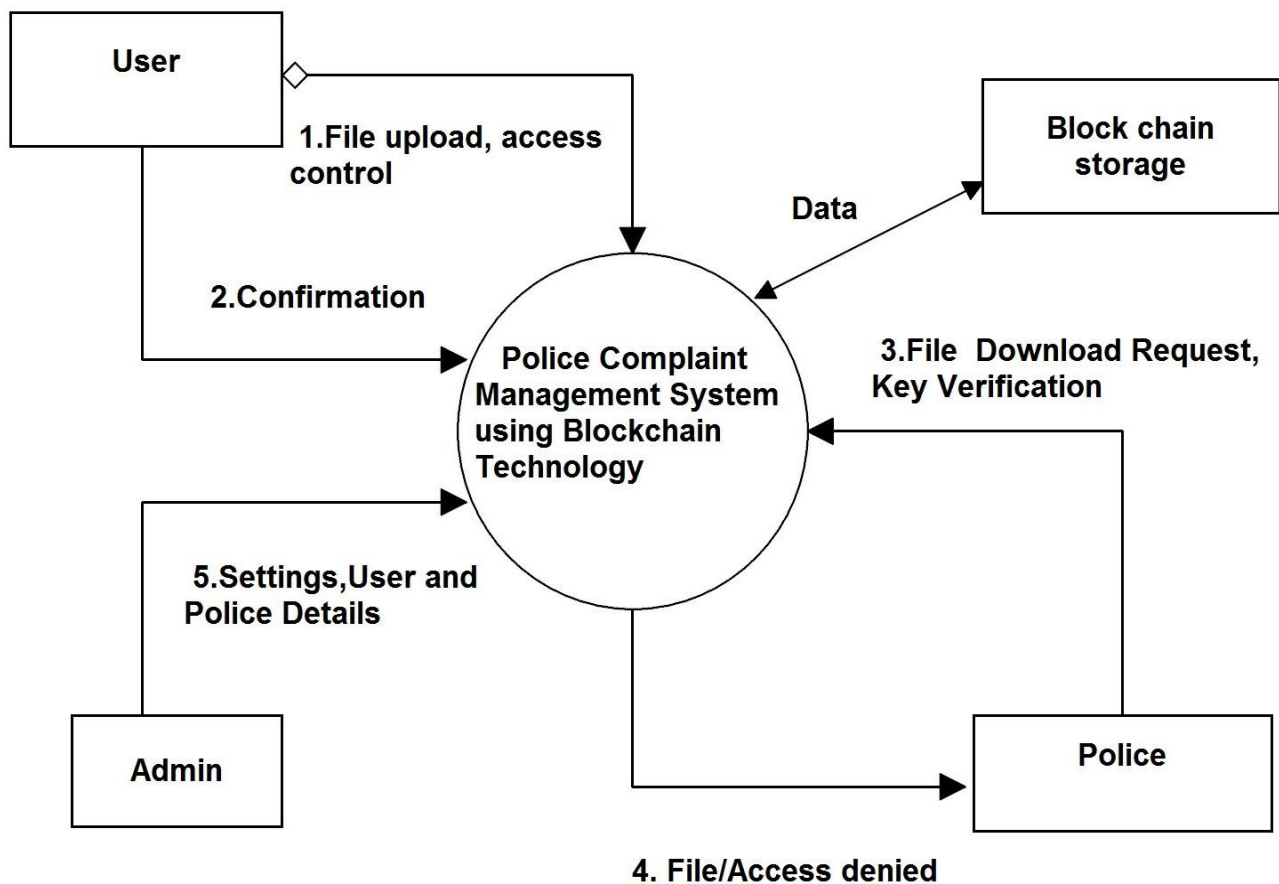 User
1.File upload, access
control
Block chain
storage
Data
2.Confirmation
Police Complaint
Management System
using Blockchain
Technology
3.File Download Request,
Key Verification
5.Settings,User and
Police Details
Admin
Police
4. File/Access denied